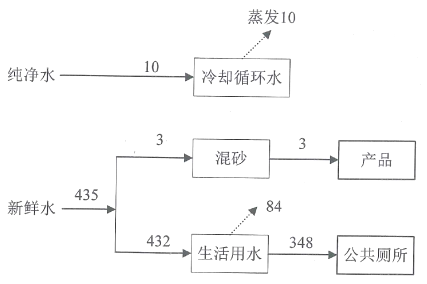 蒸发10
纯净水 10 冷却循环水
3 3
混砂 产品
435
新鲜水
84
432 348
生活用水 公共厕所